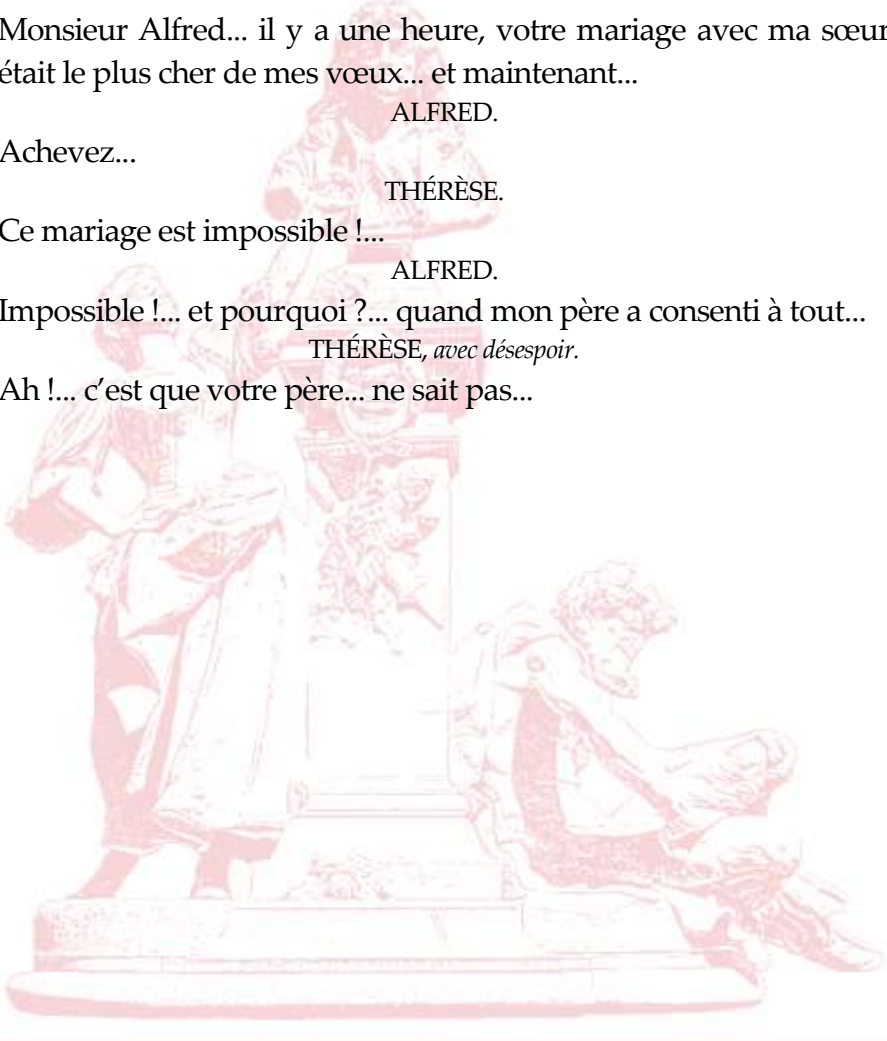 Monsieur Alfred... il y a une heure, votre mariage avec ma sœur
était le plus cher de mes vœux... et maintenant...
ALFRED.
Achevez...
THÉRÈSE.
Ce mariage est impossible !...
ALFRED.
Impossible !... et pourquoi ?... quand mon père a consenti à tout...
THÉRÈSE, avec désespoir.
Ah !... c’est que votre père... ne sait pas...